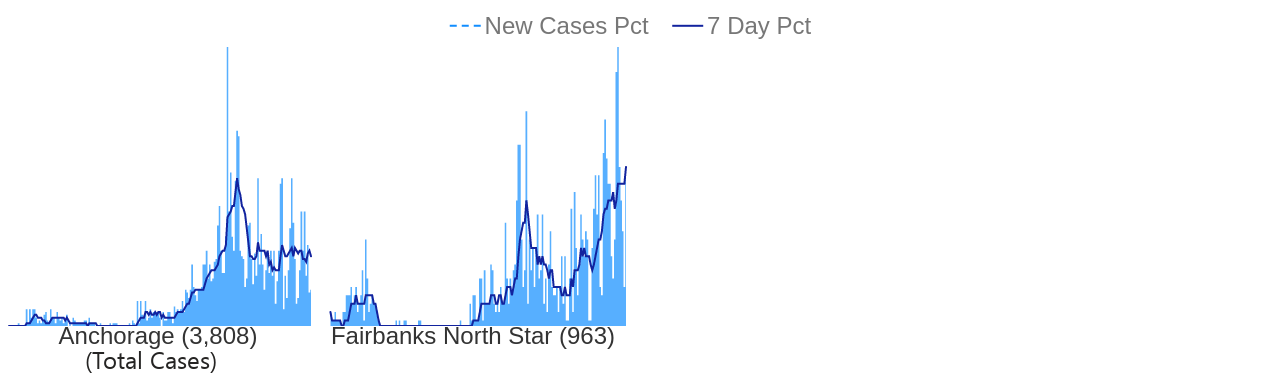 New Cases Pct 7 Day Pct
Anchorage (3,808) Fairbanks North Star (963)
(Total Cases)